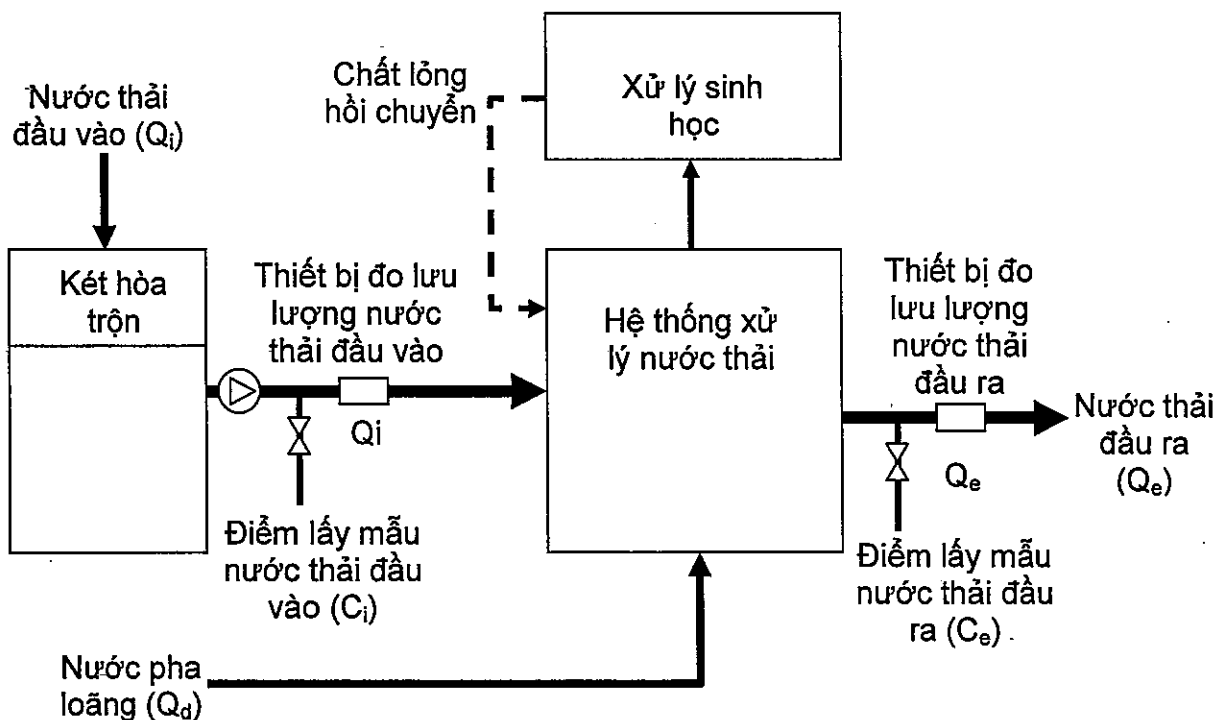 Nước thải
đầu vào (Qi)
Chất lỏng
hồi chuyển
Xử lý sinh
học
Két hòa
trộn
Thiết bị đo lưu
lượng nước
thải đầu vào
Qi
Điểm lấy mẫu
nước thải đầu
vào (Ci)
Hệ thống xử
lý nước thải
Thiết bị đo
lưu lượng
nước thải
đầu ra
Qe
Nước thải
đầu ra
(Qe)
Điểm lấy mẫu
nước thải đầu
ra (Ce)
Nước pha
loãng (Qd)